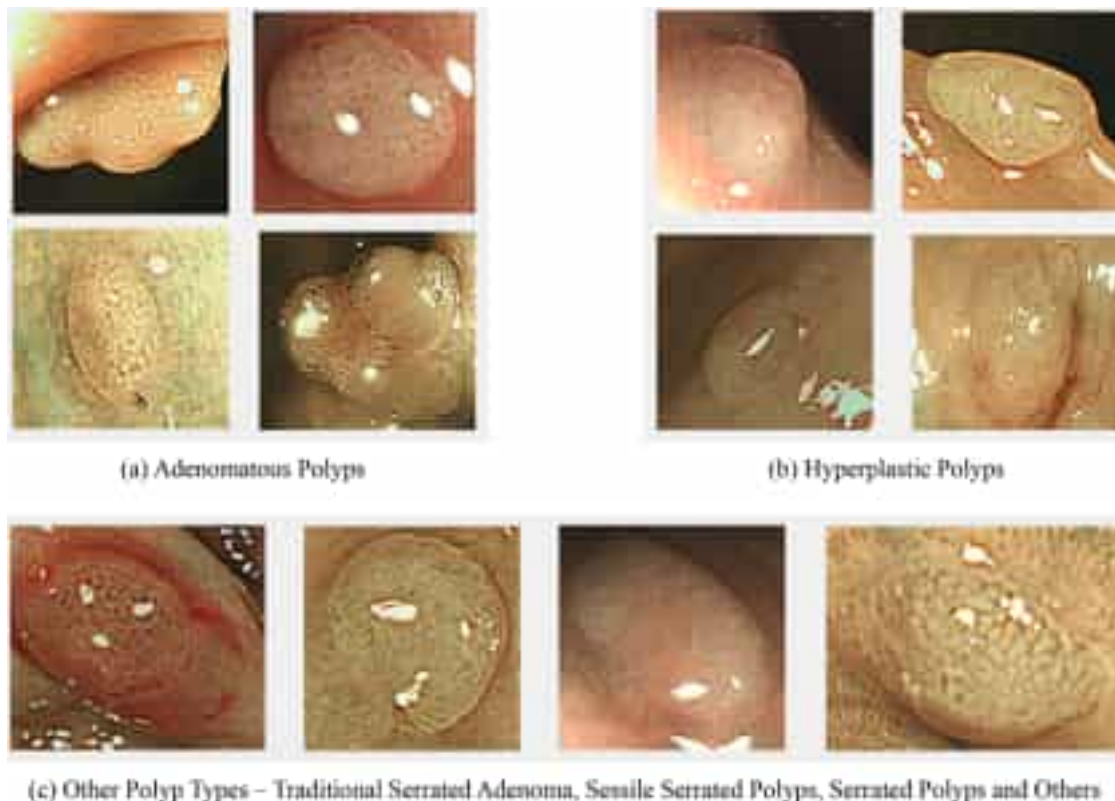 (a) Adenomatous Polyps
(b) Hyperplastic Polyps
(c) Other Polyp Types – Traditional Serrated Adenoma, Sessile Serrated Polyps, Serrated Polyps and Others